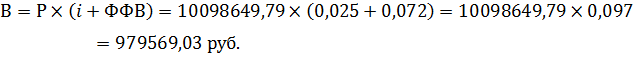 В = Р × (i + ФФВ) = 10098649,79 × (0,025 + 0,072) = 10098649,79 × 0,097
= 979569,03 руб.